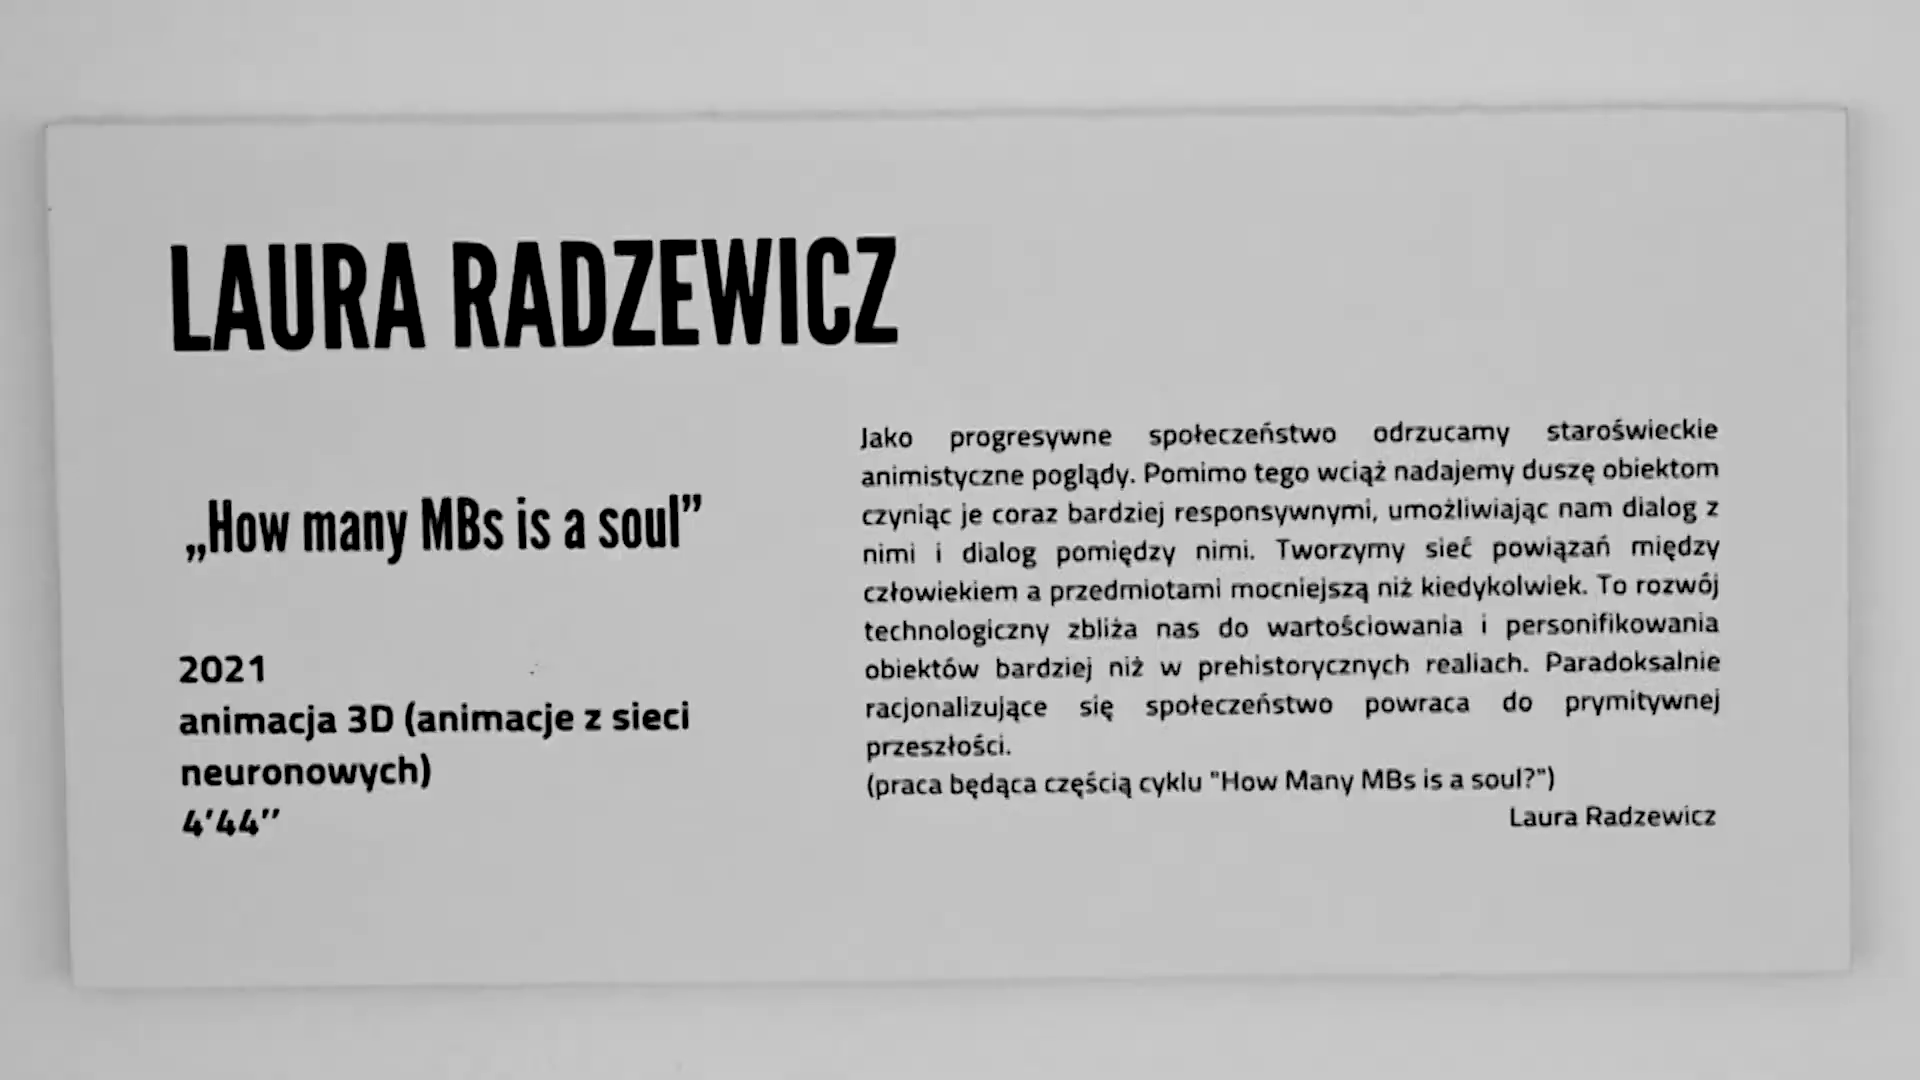 LAURA RADZEWICZ
„How many MBs is a soul”
2021
animacja 3D (animacje z sieci
neuronowych)
4’44’’
Jako progresywne społeczeństwo odrzucamy staroświeckie
animistyczne poglądy. Pomimo tego wciąż nadajemy duszę obiektom
czyniąc je coraz bardziej responsywnymi, umożliwiając nam dialog z
nimi i dialog pomiędzy nimi. Tworzymy sieć powiązań między
człowiekiem a przedmiotami mocniejszą niż kiedykolwiek. To rozwój
technologiczny zbliża nas do wartościowania i personifikowania
obiektów bardziej niż w prehistorycznych realiach. Paradoksalnie
racjonalizujące się społeczeństwo powraca do prymitywnej
przeszłości.
(praca będąca częścią cyklu "How Many MBs is a soul?")
Laura Radzewicz